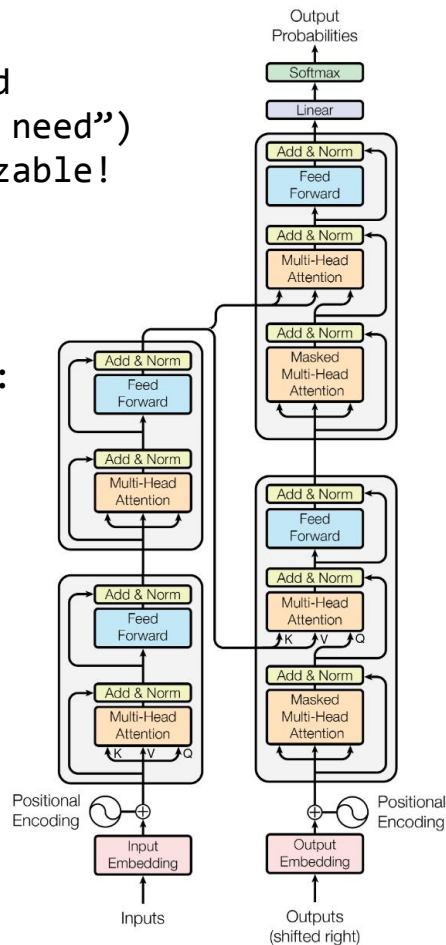 d
need”)
zable!
:
Output
Probabilities
Softmax
Linear
Add & Norm
Feed
Forward
Add & Norm
Multi-Head
Attention
Add & Norm
Masked
Multi-Head
Attention
Add & Norm
Feed
Forward
Add & Norm
Multi-Head
Attention
Add & Norm
Feed
Forward
Add & Norm
Multi-Head
Attention
K V Q
Add & Norm
Masked
Multi-Head
Attention
Add & Norm
Feed
Forward
Add & Norm
Multi-Head
Attention
K V Q
Positional
Encoding
Input
Embedding
Inputs
Positional
Encoding
Output
Embedding
Outputs
(shifted right)